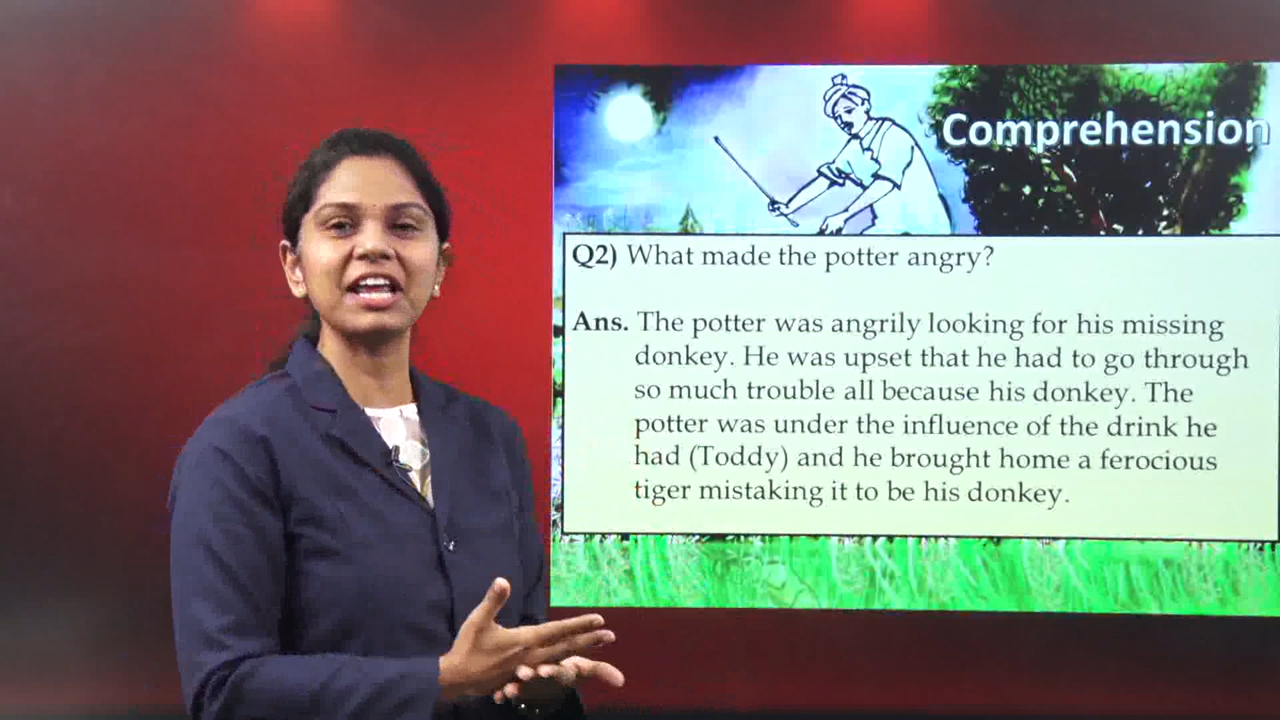 Comprehension
Q2) What made the potter angry?
Ans. The potter was angrily looking for his missing
donkey. He was upset that he had to go through
so much trouble all because his donkey. The
potter was under the influence of the drink he
had (Toddy) and he brought home a ferocious
tiger mistaking it to be his donkey.